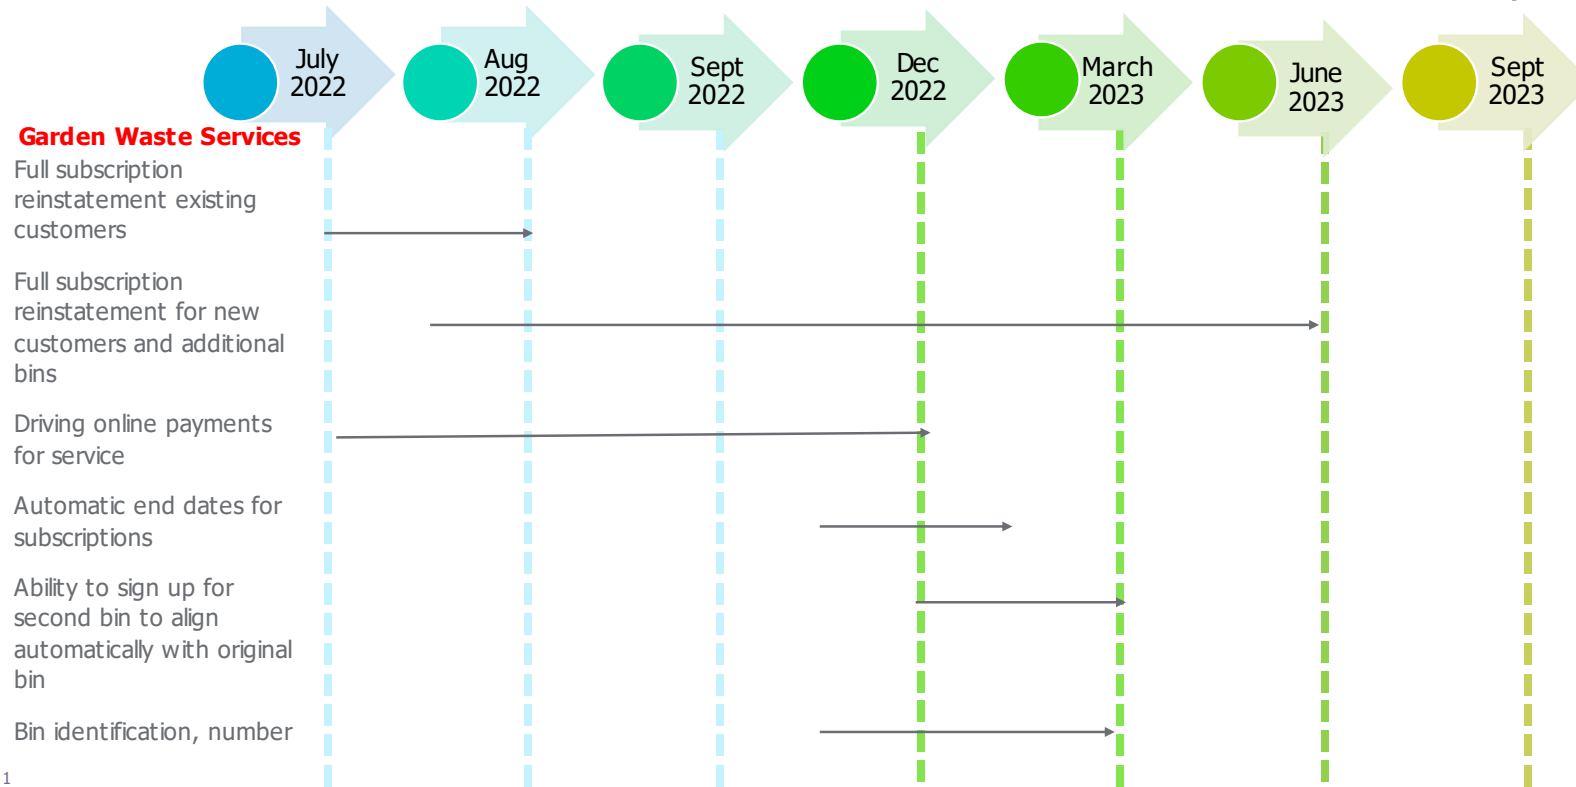 July
2022
Aug
2022
Sept
2022
Dec
2022
March
2023
June
2023
Sept
2023
Garden Waste Services
Full subscription
reinstatement existing
customers
Full subscription
reinstatement for new
customers and additional
bins
Driving online payments
for service
Automatic end dates for
subscriptions
Ability to sign up for
second bin to align
automatically with original
bin
Bin identification, number
1